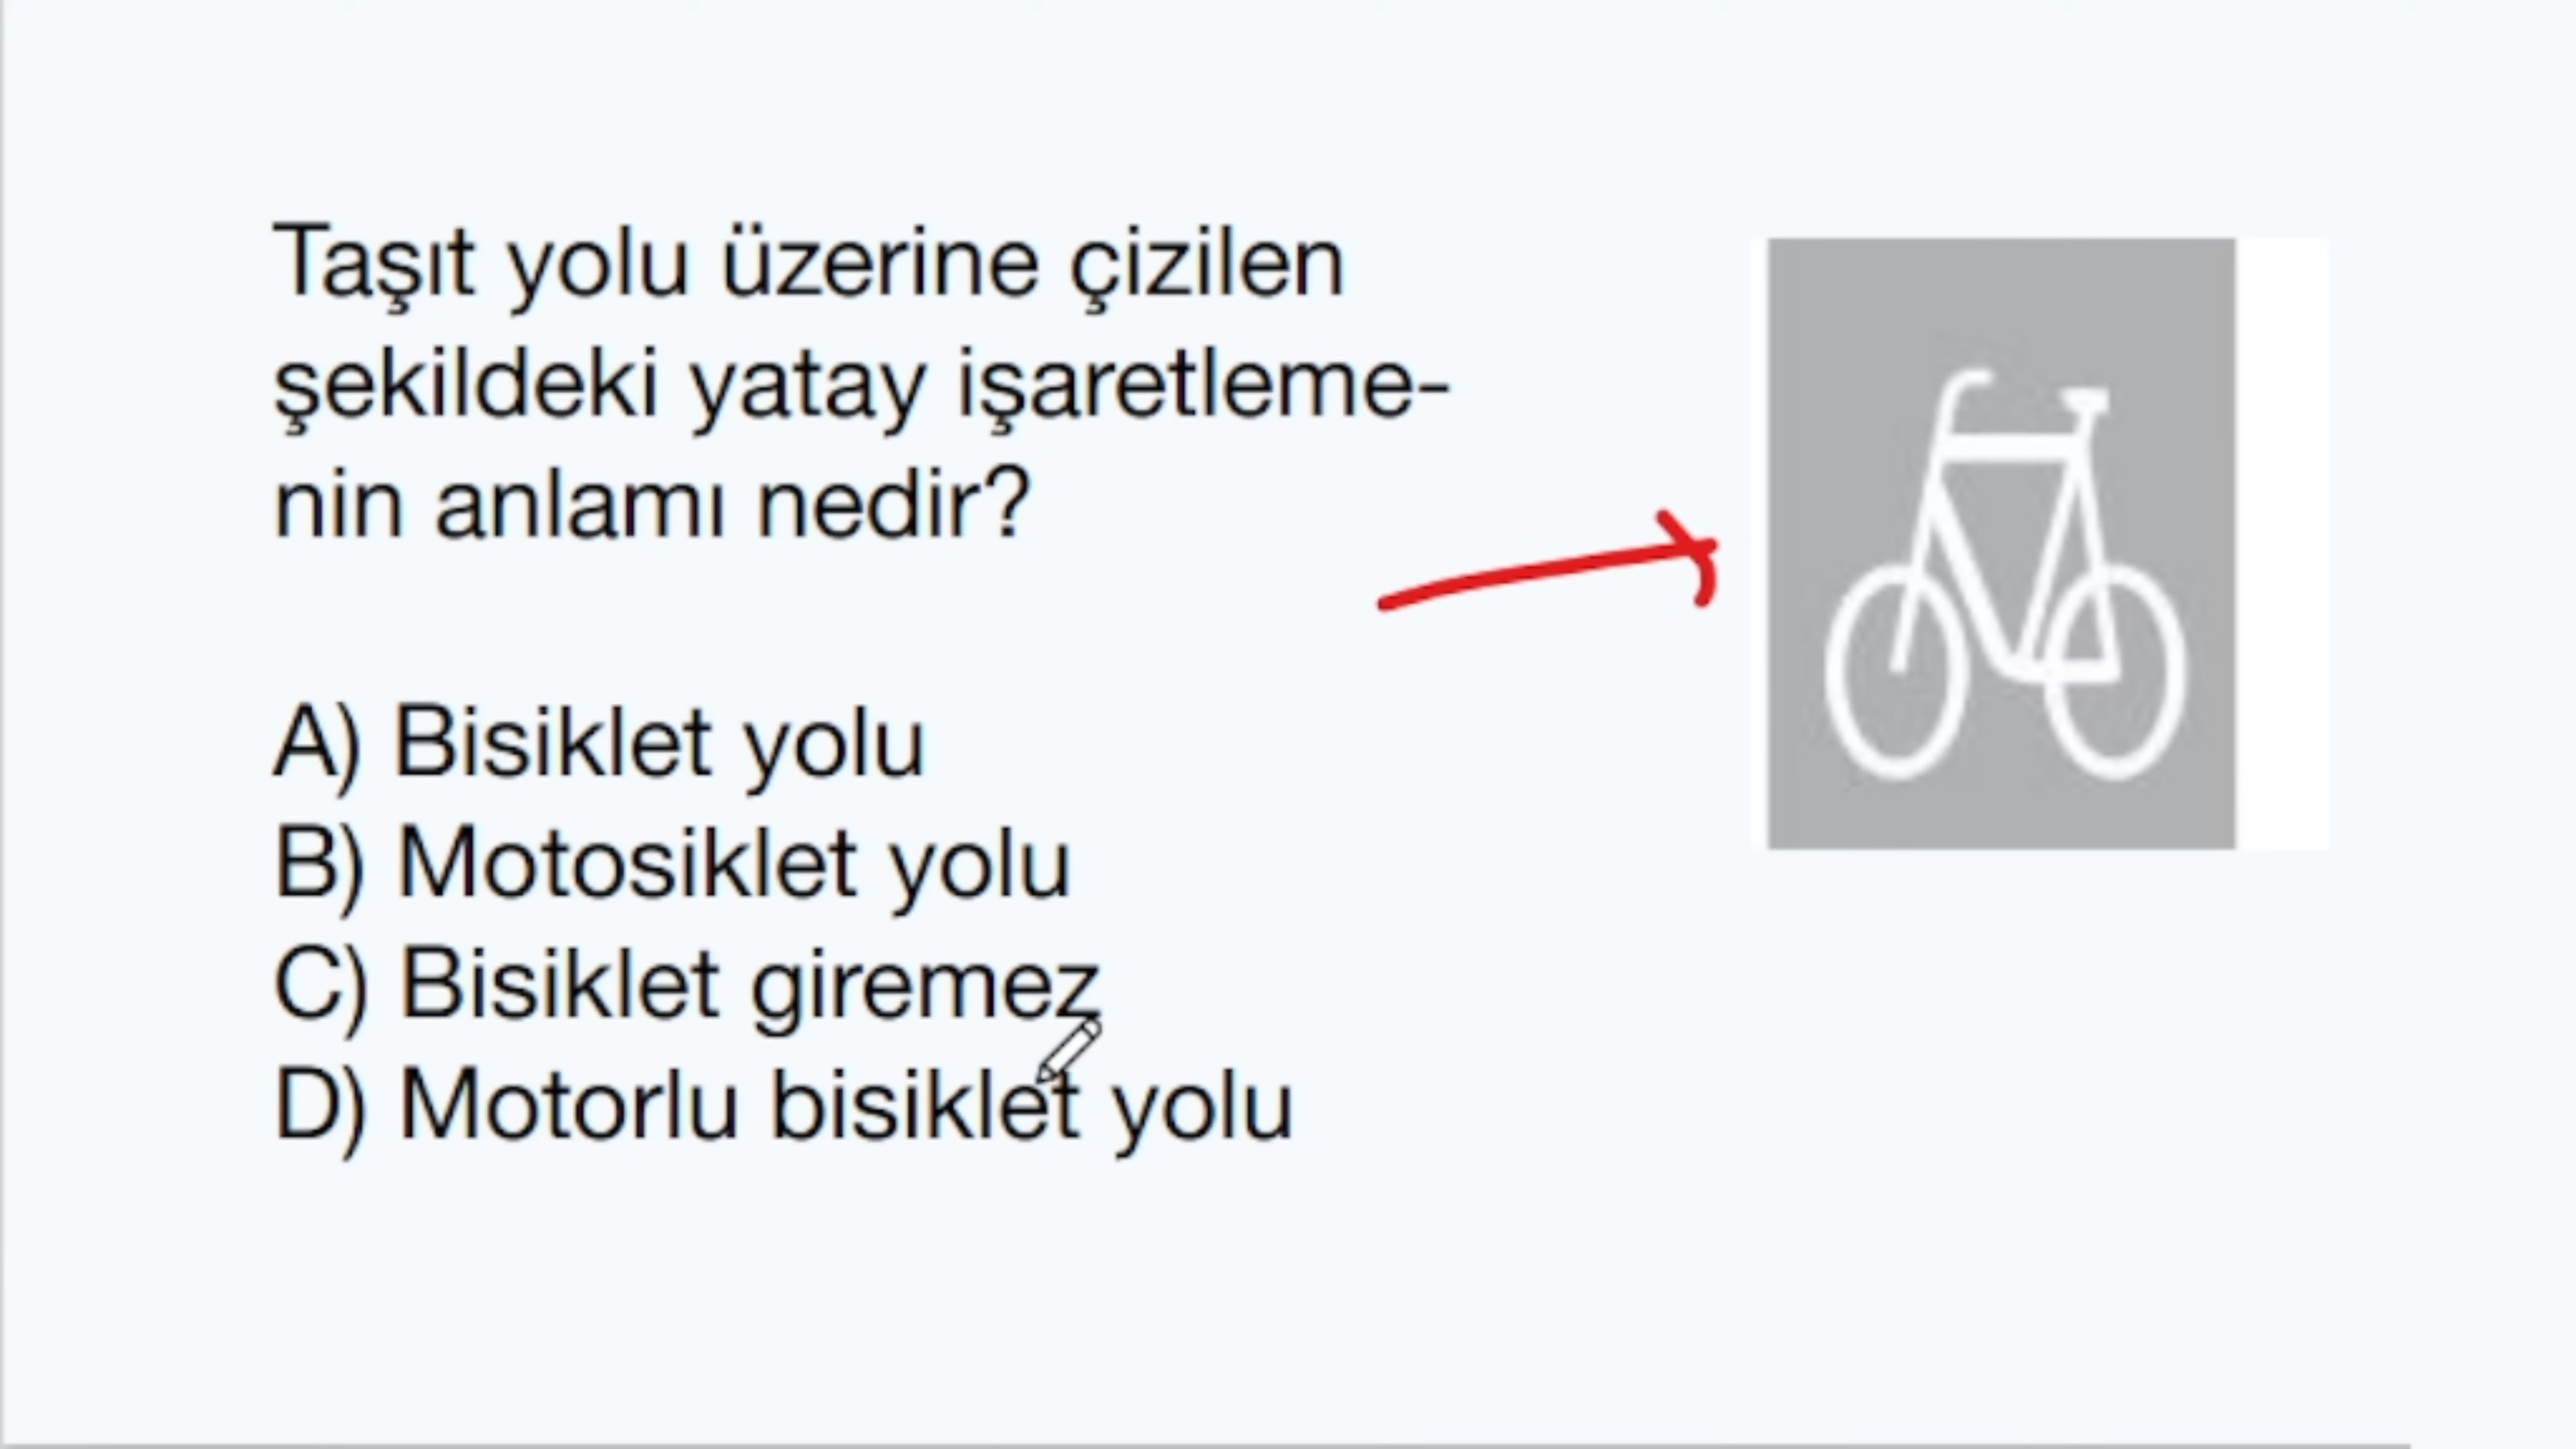 Taşıt yolu üzerine çizilen
şekildeki yatay işaretleme-
nin anlamı nedir?
A) Bisiklet yolu
B) Motosiklet yolu
C) Bisiklet giremez
D) Motorlu bisiklet yolu